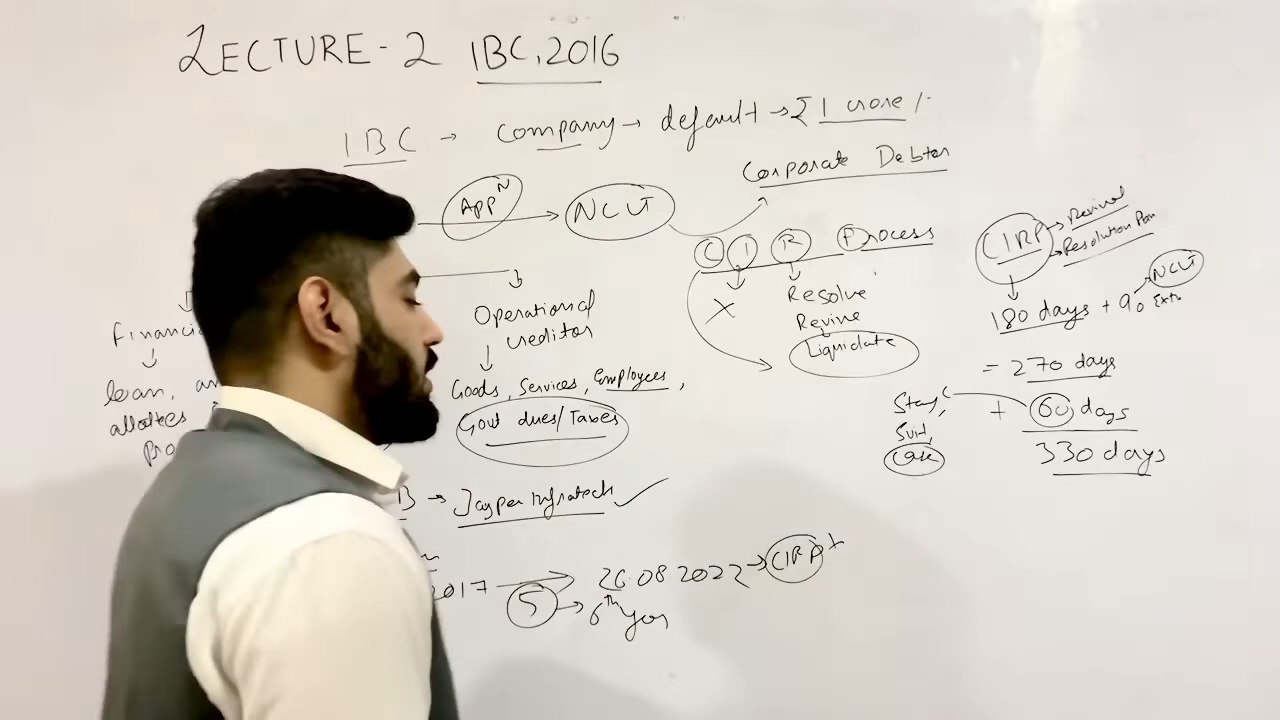 LECTURE - 2 IBC, 2016
IBC → company → default → ₹ 1 crore /-
Corporate Debtor
APPN → NCLT
C I R Process
X
Resolve
Revive
Liquidate
CIRP → Revival
→ Resolution Plan
180 days + 90 Extn NCLT
= 270 days
+ 60 days
330 days
Stay,
Suit,
Case
Financi
loan,
allottees
Operational
creditor
Goods, Services, Employees,
Govt dues/Taxes
B → Jaypee Infratech ✓
2017 → 26.08.2022 → CIRP
5 → 6th year